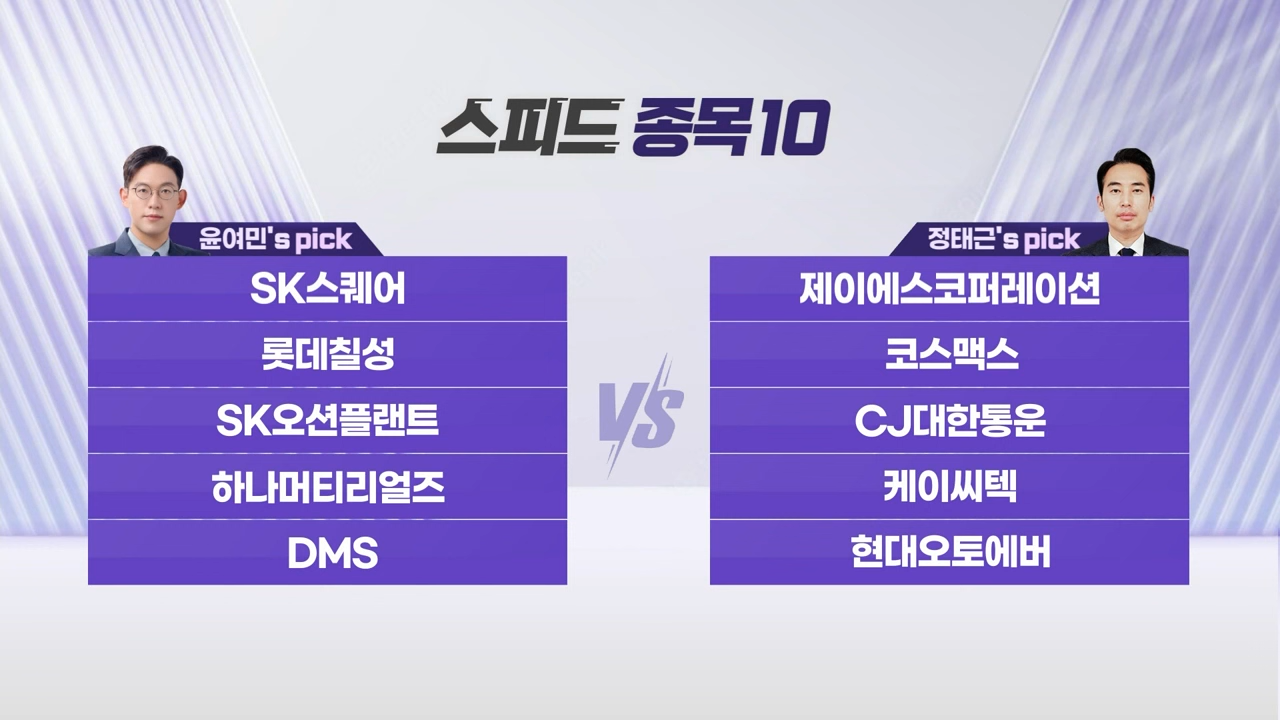 스피드 종목10
윤여민's pick
SK스퀘어
롯데칠성
SK오션플랜트
하나머티리얼즈
DMS
VS
정태근's pick
제이에스코퍼레이션
코스맥스
CJ대한통운
케이씨텍
현대오토에버